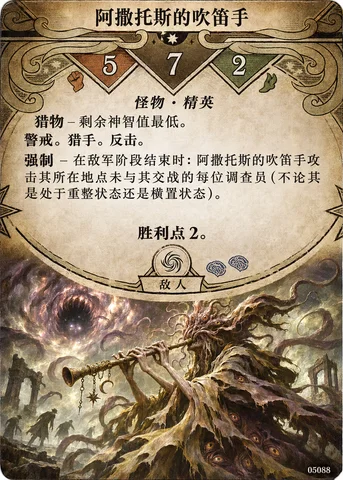 阿撒托斯的吹笛手
5 7 2
怪物·精英
猎物 – 剩余神智值最低。
警戒。猎手。反击。
强制 – 在敌军阶段结束时：阿撒托斯的吹笛手攻
击其所在地点未与其交战的每位调查员（不论其
是处于重整状态还是横置状态）。
胜利点 2。
敌人
05088